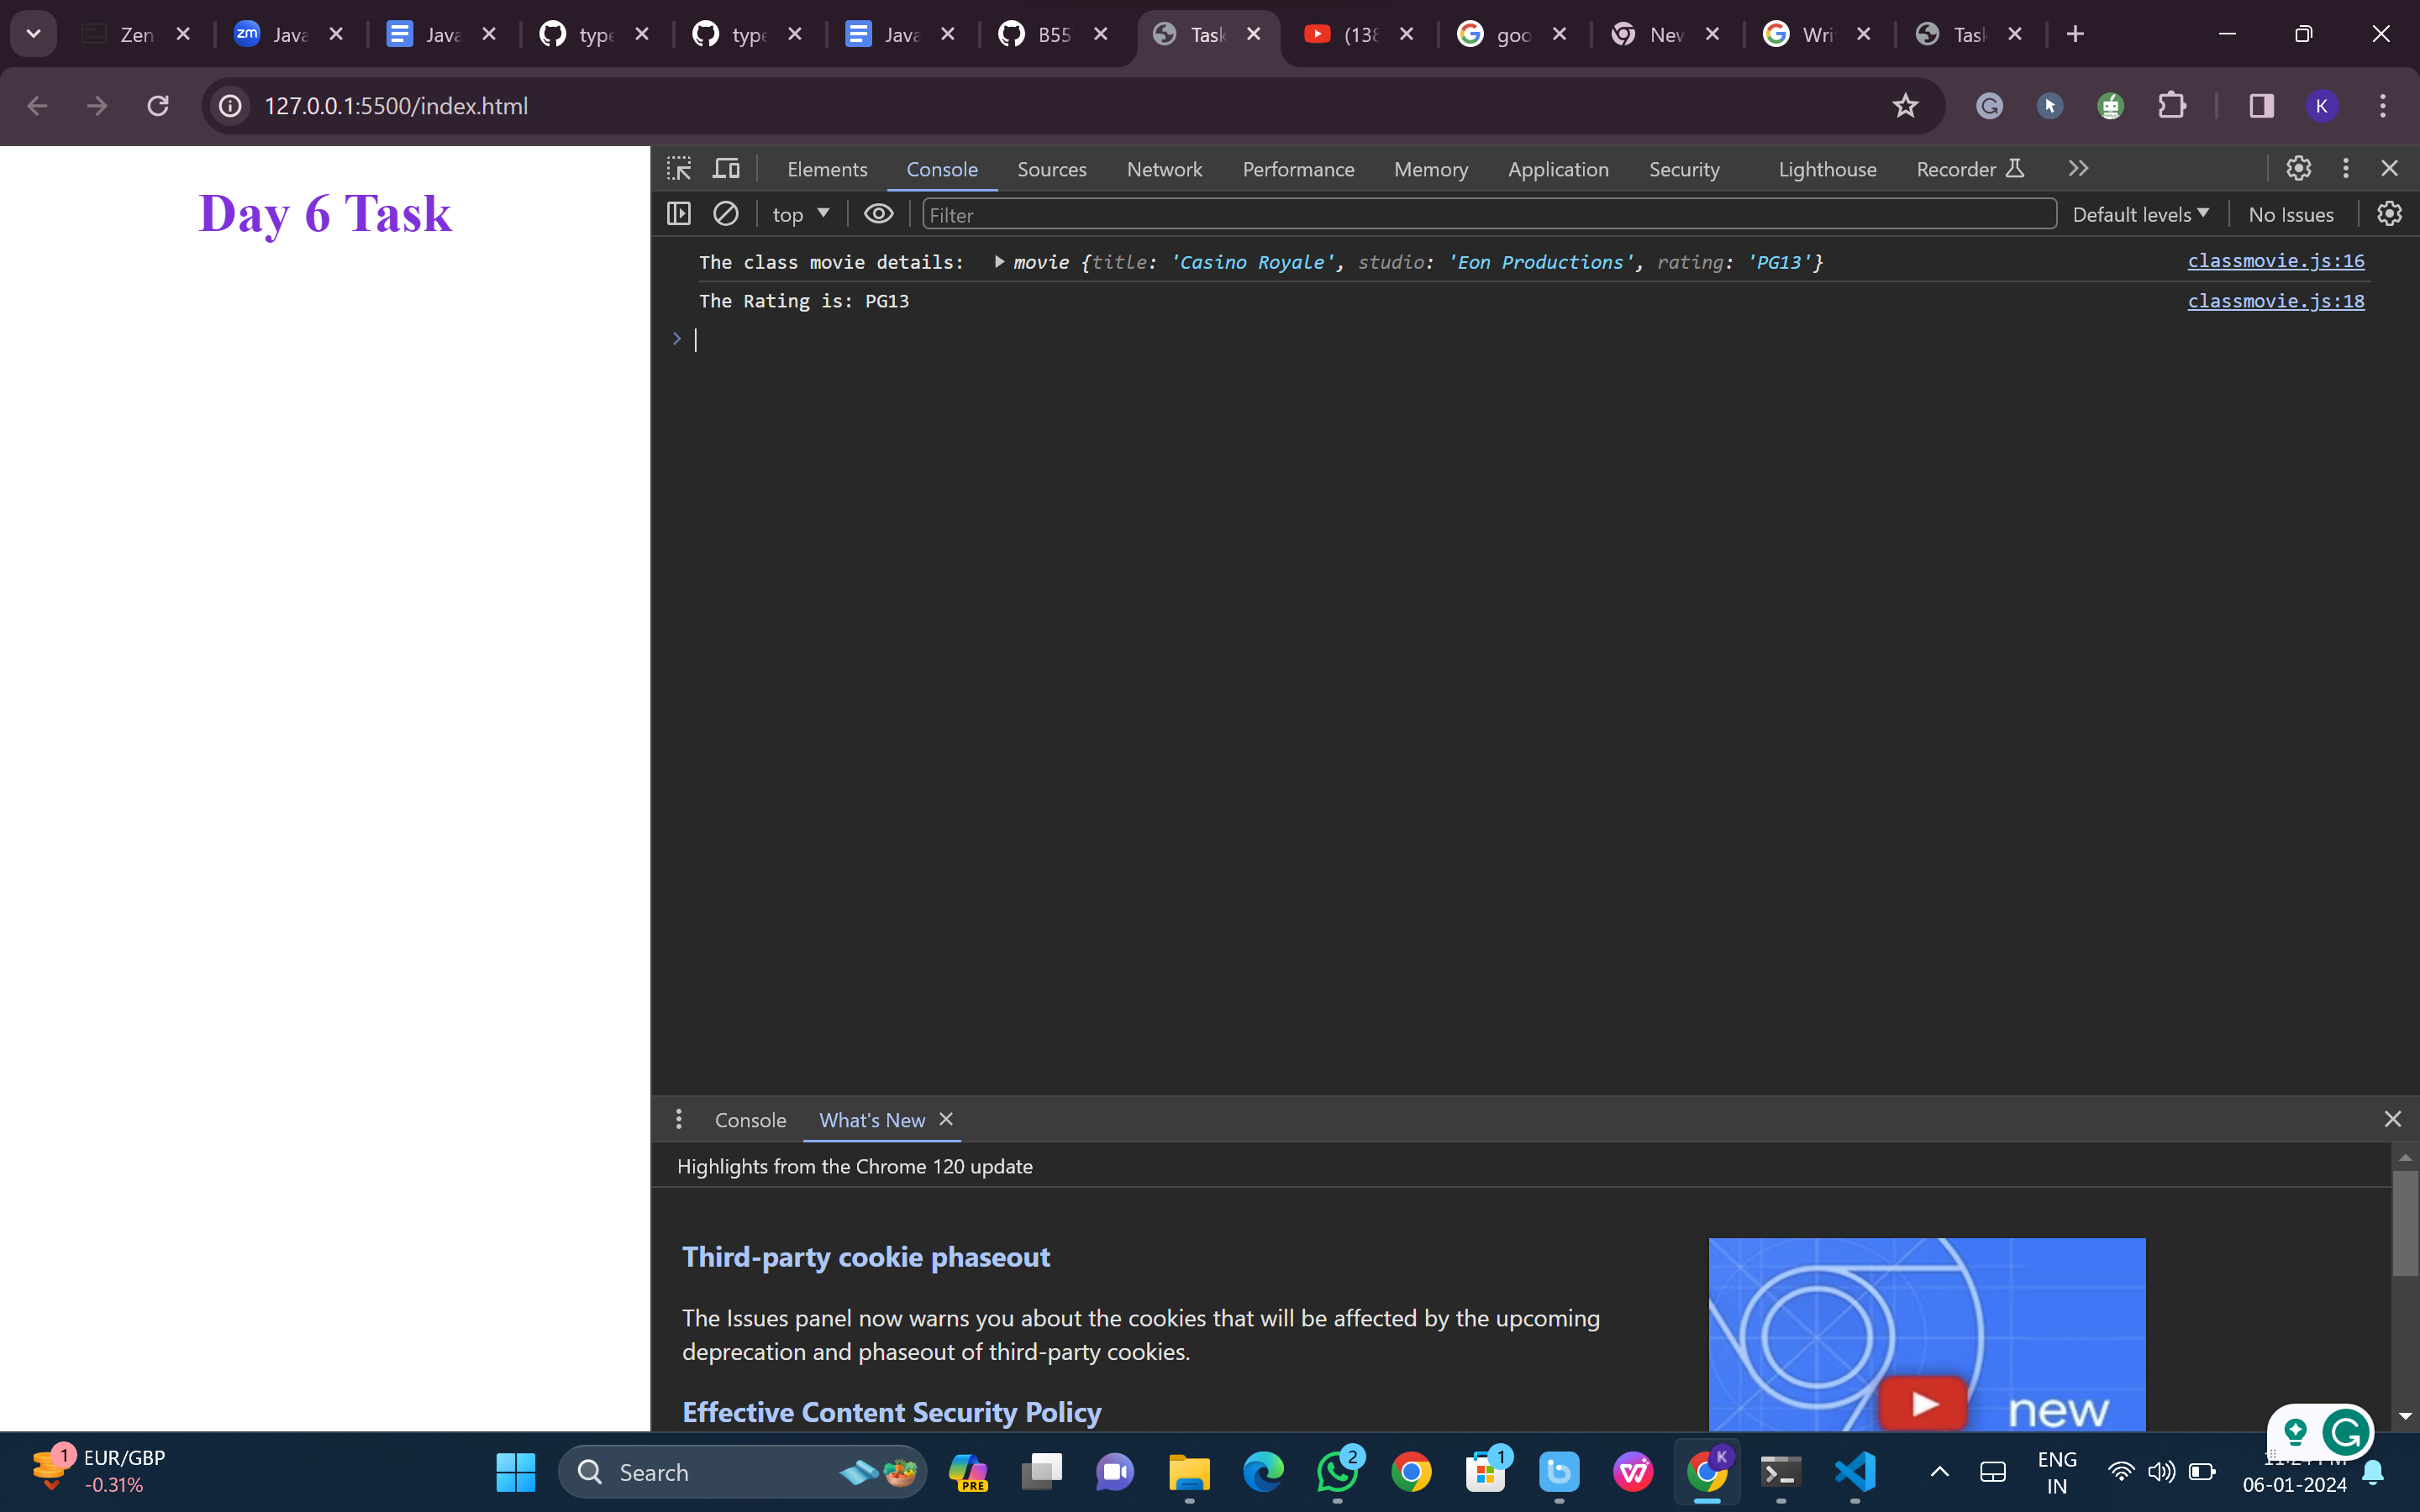 Zen
Java
Java
type
type
Java
B55
Task
(138
goo
New
Wri
Task
127.0.0.1:5500/index.html
K
Day 6 Task
Elements Console Sources Network Performance Memory Application Security Lighthouse Recorder
top Filter Default levels No Issues
The class movie details: movie {title: 'Casino Royale', studio: 'Eon Productions', rating: 'PG13'} classmovie.js:16
The Rating is: PG13 classmovie.js:18
Console What's New
Highlights from the Chrome 120 update
Third-party cookie phaseout
The Issues panel now warns you about the cookies that will be affected by the upcoming
deprecation and phaseout of third-party cookies.
Effective Content Security Policy
new
1 EUR/GBP
-0.31%
Search
PRE
2
1
K
ENG
IN
06-01-2024